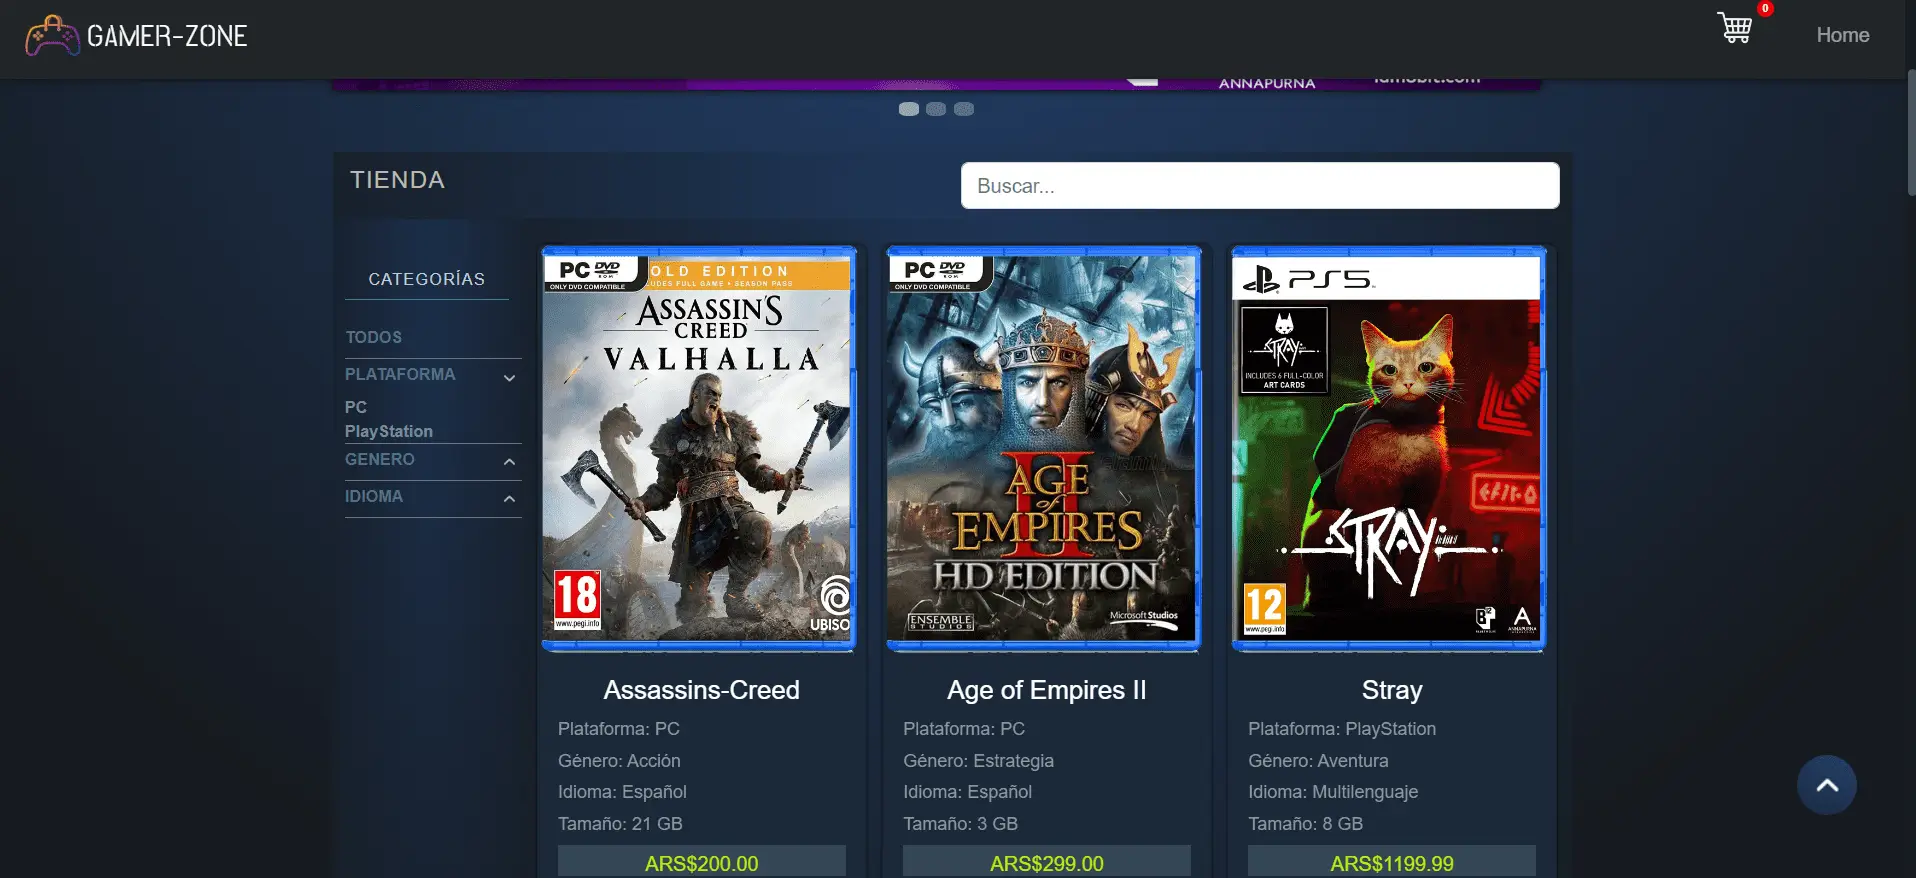 GAMER-ZONE
0
Home
ANNAPURNA
TIENDA
Buscar...
CATEGORÍAS
TODOS
PLATAFORMA
PC
PlayStation
GENERO
IDIOMA
PC DVD
ROM
ONLY DVD COMPATIBLE
OLD EDITION
LUDES FULL GAME + SEASON PASS
ASSASSIN'S
CREED
VALHALLA
18
www.pegi.info
UBISO
Assassins-Creed
Plataforma: PC
Género: Acción
Idioma: Español
Tamaño: 21 GB
ARS$200.00
PC DVD
ROM
ONLY DVD COMPATIBLE
AGE
of
EMPIRES
II
HD EDITION
ENSEMBLE
STUDIOS
Microsoft Studios
Age of Empires II
Plataforma: PC
Género: Estrategia
Idioma: Español
Tamaño: 3 GB
ARS$299.00
PS5
STRAY
INCLUDES 6 FULL-COLOR
ART CARDS
STRAY
12
www.pegi.info
Stray
Plataforma: PlayStation
Género: Aventura
Idioma: Multilenguaje
Tamaño: 8 GB
ARS$1199.99